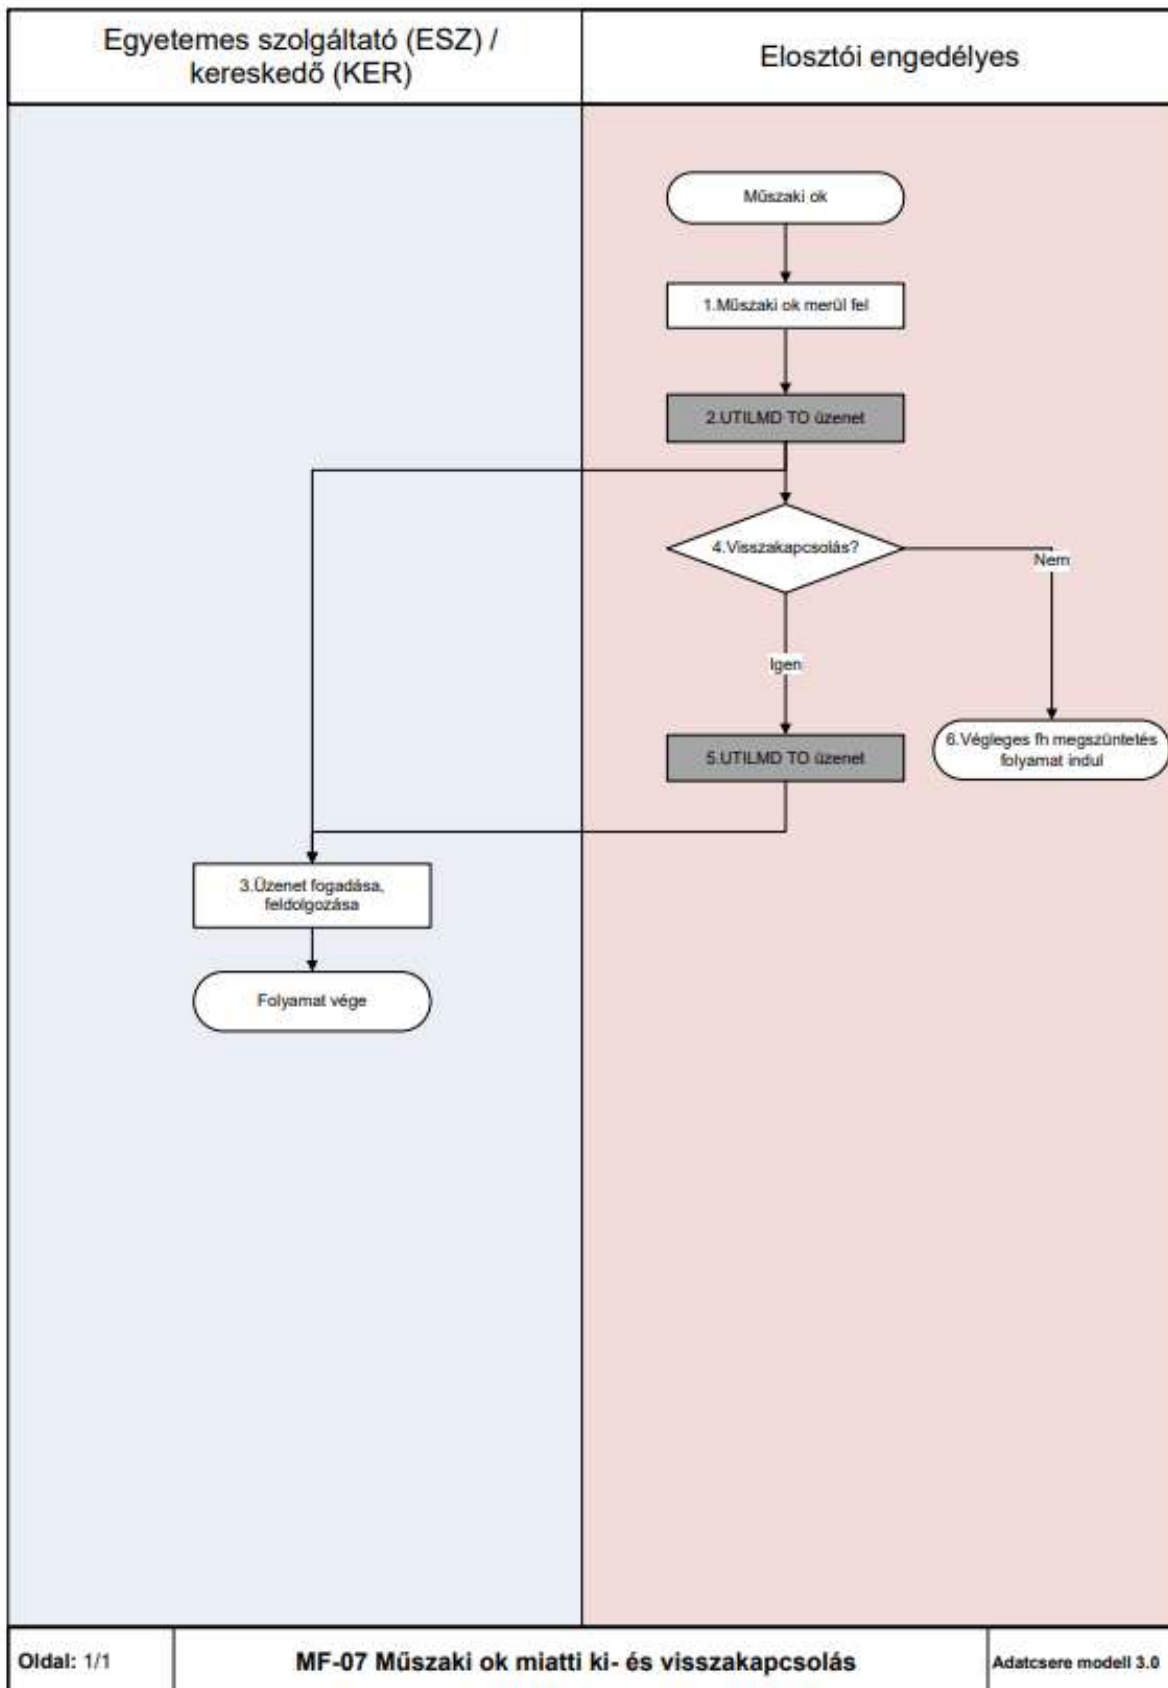 Egyetemes szolgáltató (ESZ) /
kereskedő (KER)
Elosztói engedélyes
Műszaki ok
1.Műszaki ok merül fel
2.UTILMD TO üzenet
4.Visszakapcsolás?
Nem
Igen
6.Végleges fh megszüntetés
folyamat indul
5.UTILMD TO üzenet
3.Üzenet fogadása,
feldolgozása
Folyamat vége
Oldal: 1/1
MF-07 Műszaki ok miatti ki- és visszakapcsolás
Adatcsere modell 3.0